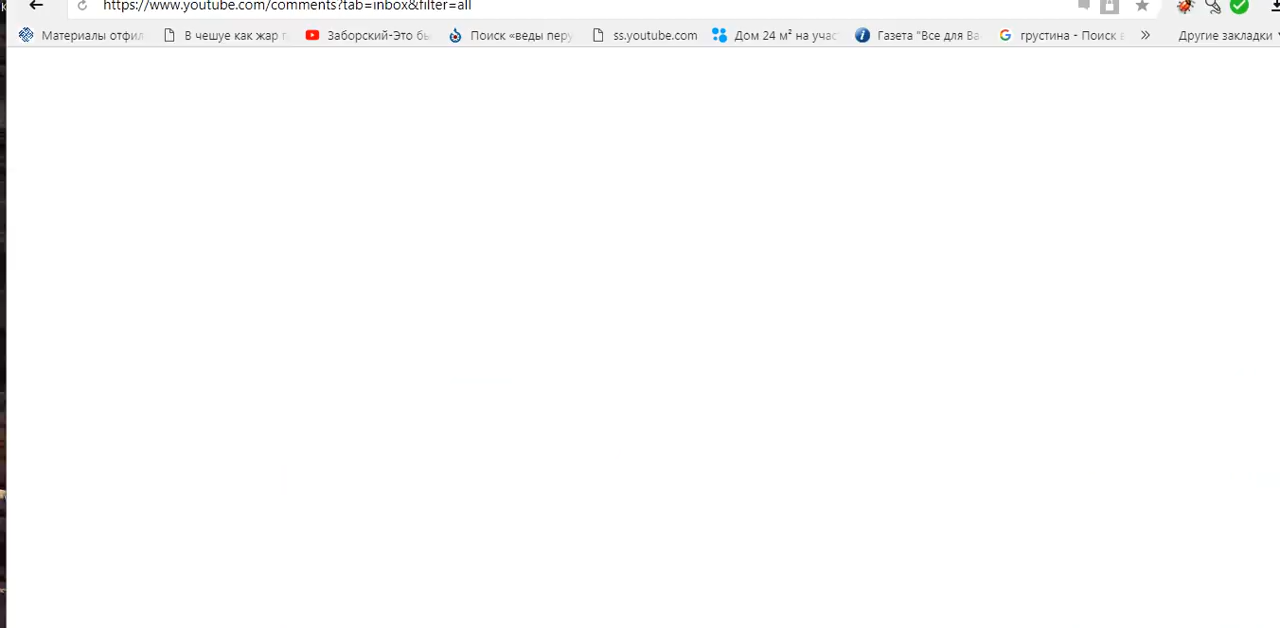 https://www.youtube.com/comments?tab=inbox&filter=all
Материалы отфил В чешуе как жар Заборский-Это бы Поиск «веды перу ss.youtube.com Дом 24 м² на учас Газета "Все для Ва грустина - Поиск в » Другие закладки